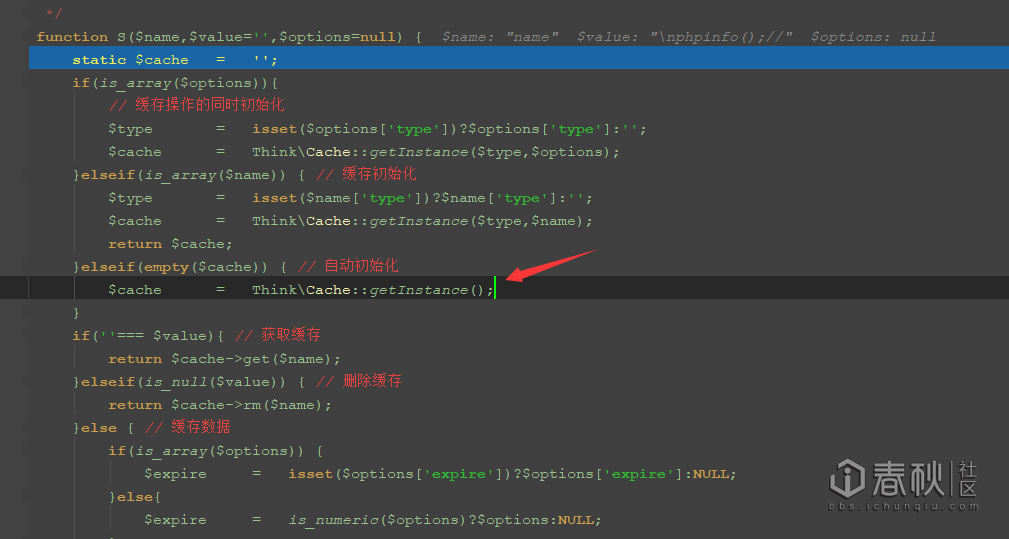 */
function S($name,$value='',$options=null) {  $name: "name"  $value: "\nphpinfo();//"  $options: null
static $cache   =   '';
if(is_array($options)){
// 缓存操作的同时初始化
$type       =   isset($options['type'])?$options['type']:'';
$cache      =   Think\Cache::getInstance($type,$options);
}elseif(is_array($name)) { // 缓存初始化
$type       =   isset($name['type'])?$name['type']:'';
$cache      =   Think\Cache::getInstance($type,$name);
return $cache;
}elseif(empty($cache)) { // 自动初始化
$cache      =   Think\Cache::getInstance();
}
if(''=== $value){ // 获取缓存
return $cache->get($name);
}elseif(is_null($value)) { // 删除缓存
return $cache->rm($name);
}else { // 缓存数据
if(is_array($options)) {
$expire     =   isset($options['expire'])?$options['expire']:NULL;
}else{
$expire     =   is_numeric($options)?$options:NULL;
春秋 社区
bbs.ichunqiu.com